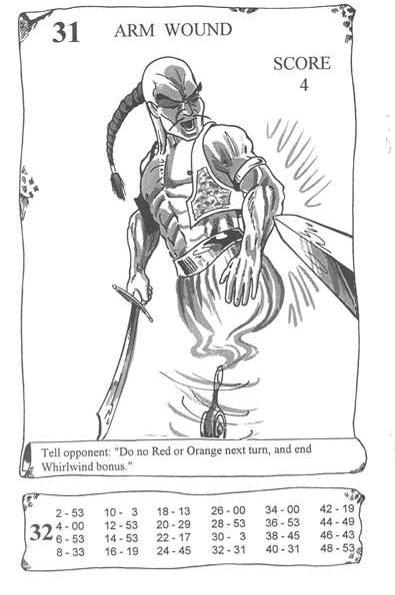 31 ARM WOUND
SCORE
4
Tell opponent: "Do no Red or Orange next turn, and end
Whirlwind bonus."
32
2 - 53 10 - 3 18 - 13 26 - 00 34 - 00 42 - 19
4 - 00 12 - 53 20 - 29 28 - 53 36 - 53 44 - 49
6 - 53 14 - 53 22 - 17 30 - 3 38 - 45 46 - 43
8 - 33 16 - 19 24 - 45 32 - 31 40 - 31 48 - 53